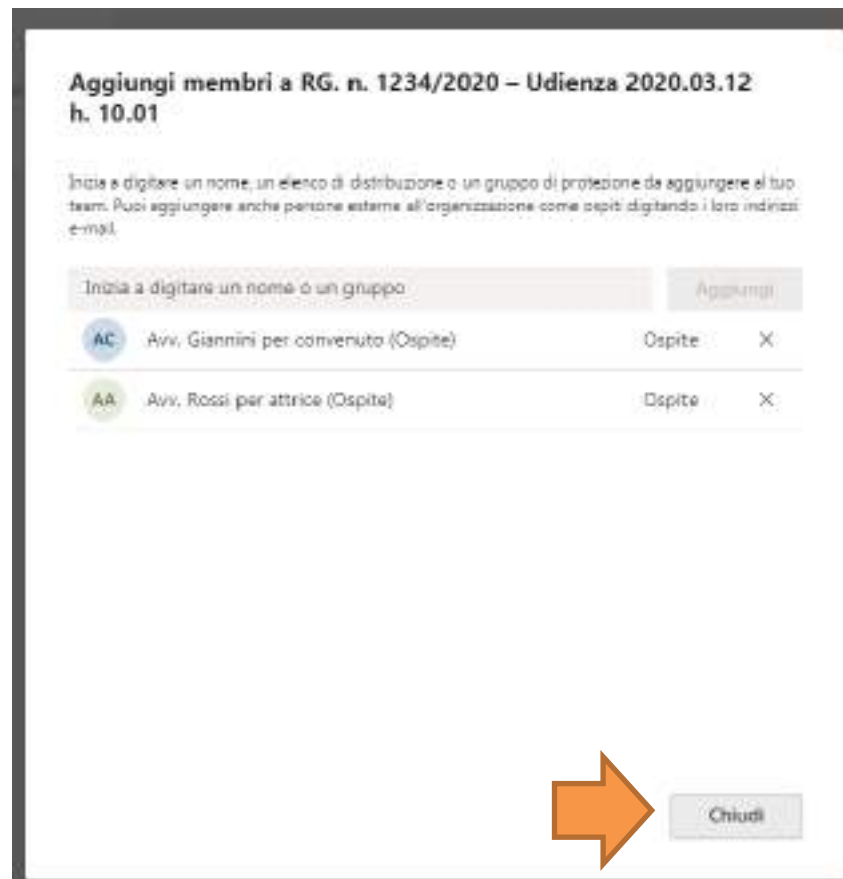 Aggiungi membri a RG. n. 1234/2020 – Udienza 2020.03.12
h. 10.01
Inizia a digitare un nome, un elenco di distribuzione o un gruppo di protezione da aggiungere al tuo
team. Puoi aggiungere anche persone esterne all'organizzazione come ospiti digitando i loro indirizzi
e-mail.
Inizia a digitare un nome o un gruppo Aggiungi
AC Avv. Giannini per convenuto (Ospite) Ospite ×
AA Avv. Rossi per attrice (Ospite) Ospite ×
Chiudi